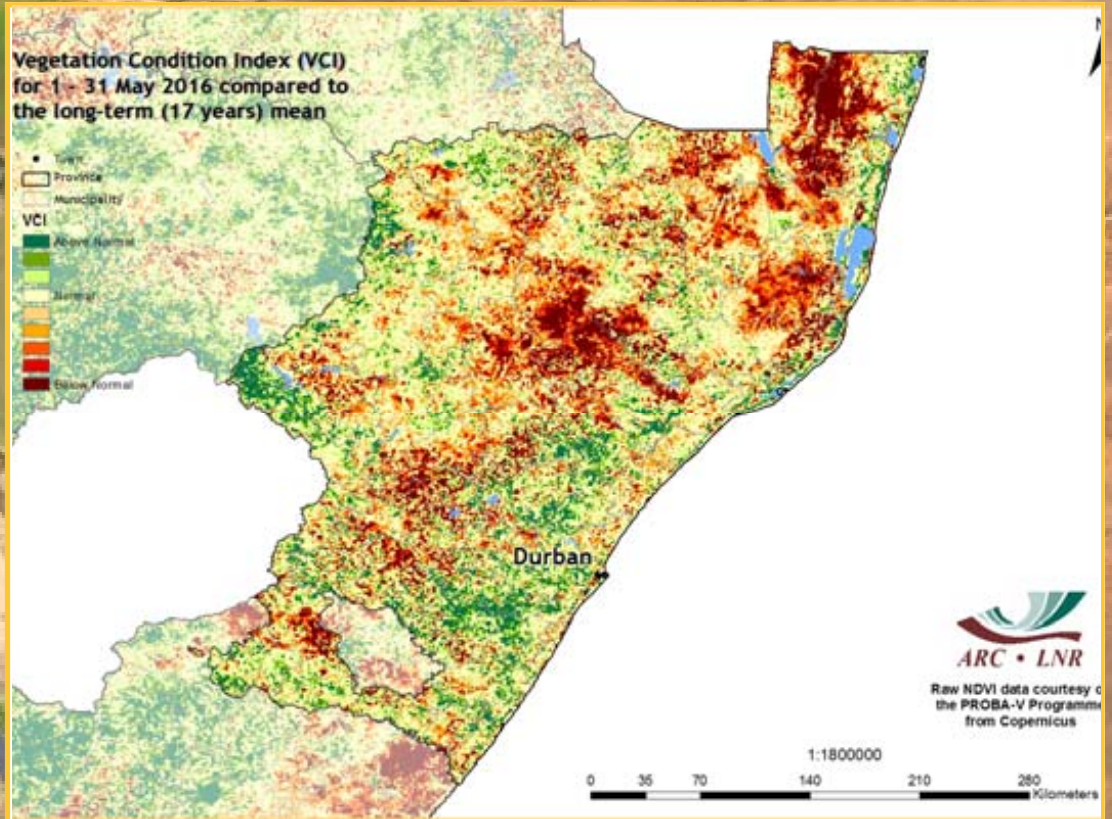 Vegetation Condition Index (VCI)
for 1 - 31 May 2016 compared to
the long-term (17 years) mean
N
Town
Province
Municipality
VCI
Above Normal
Normal
Below Normal
Durban
ARC • LNR
Raw NDVI data courtesy o
the PROBA-V Programme
from Copernicus
1:1800000
0 35 70 140 210 280
Kilometers